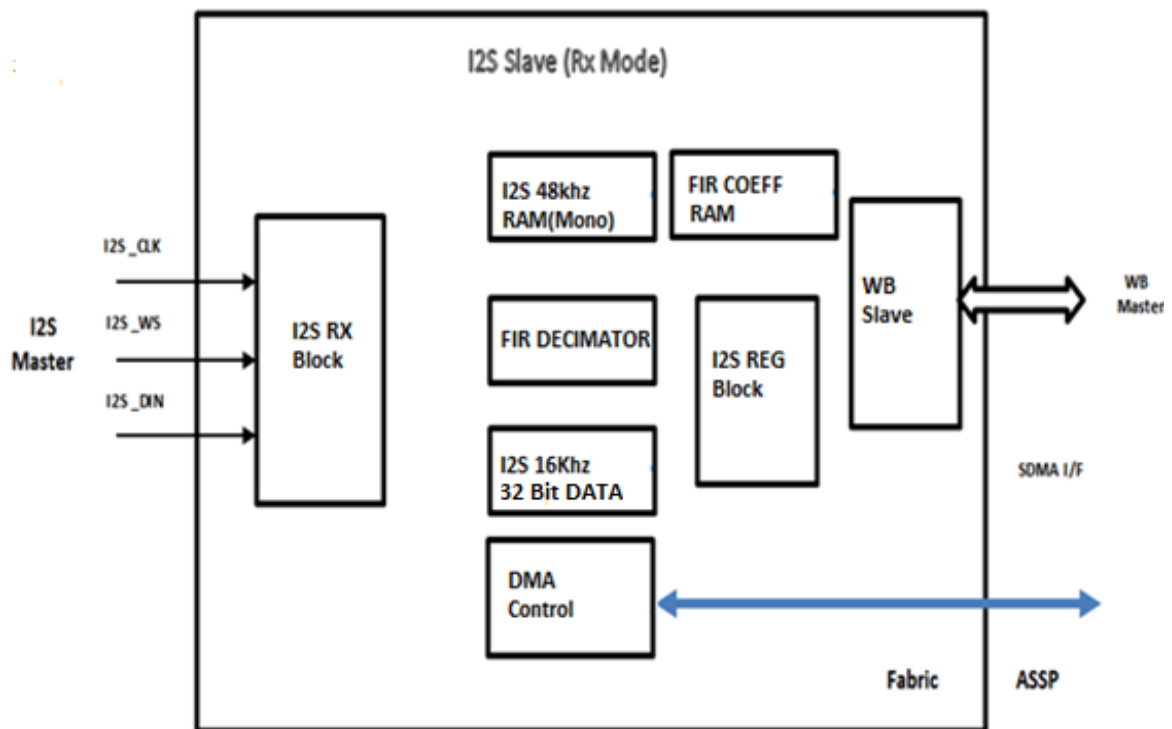 I2S Slave (Rx Mode)
I2S 48khz
RAM(Mono)
FIR COEFF
RAM
I2S _CLK
I2S _WS
I2S _DIN
I2S
Master
I2S RX
Block
FIR DECIMATOR
I2S REG
Block
WB
Slave
WB
Master
I2S 16Khz
32 Bit DATA
SDMA I/F
DMA
Control
Fabric
ASSP